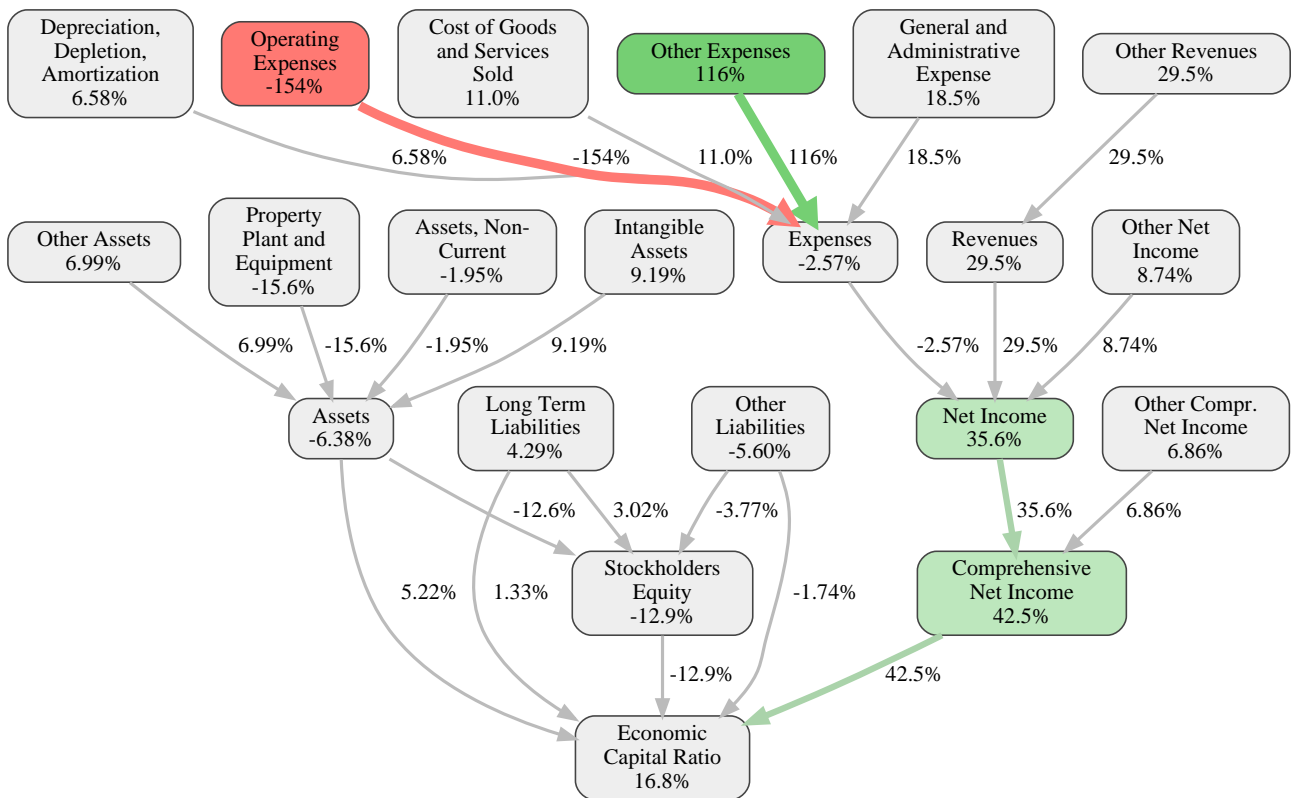 Depreciation,
Depletion,
Amortization
6.58%
Operating
Expenses
-154%
Cost of Goods
and Services
Sold
11.0%
Other Expenses
116%
General and
Administrative
Expense
18.5%
Other Revenues
29.5%
6.58%
-154%
11.0%
116%
18.5%
29.5%
Other Assets
6.99%
Property
Plant and
Equipment
-15.6%
Assets, Non-
Current
-1.95%
Intangible
Assets
9.19%
Expenses
-2.57%
Revenues
29.5%
Other Net
Income
8.74%
6.99%
-15.6%
-1.95%
9.19%
-2.57%
29.5%
8.74%
Assets
-6.38%
Long Term
Liabilities
4.29%
Other
Liabilities
-5.60%
Net Income
35.6%
Other Compr.
Net Income
6.86%
-12.6%
3.02%
-3.77%
35.6%
6.86%
5.22%
1.33%
Stockholders
Equity
-12.9%
-1.74%
Comprehensive
Net Income
42.5%
-12.9%
42.5%
Economic
Capital Ratio
16.8%